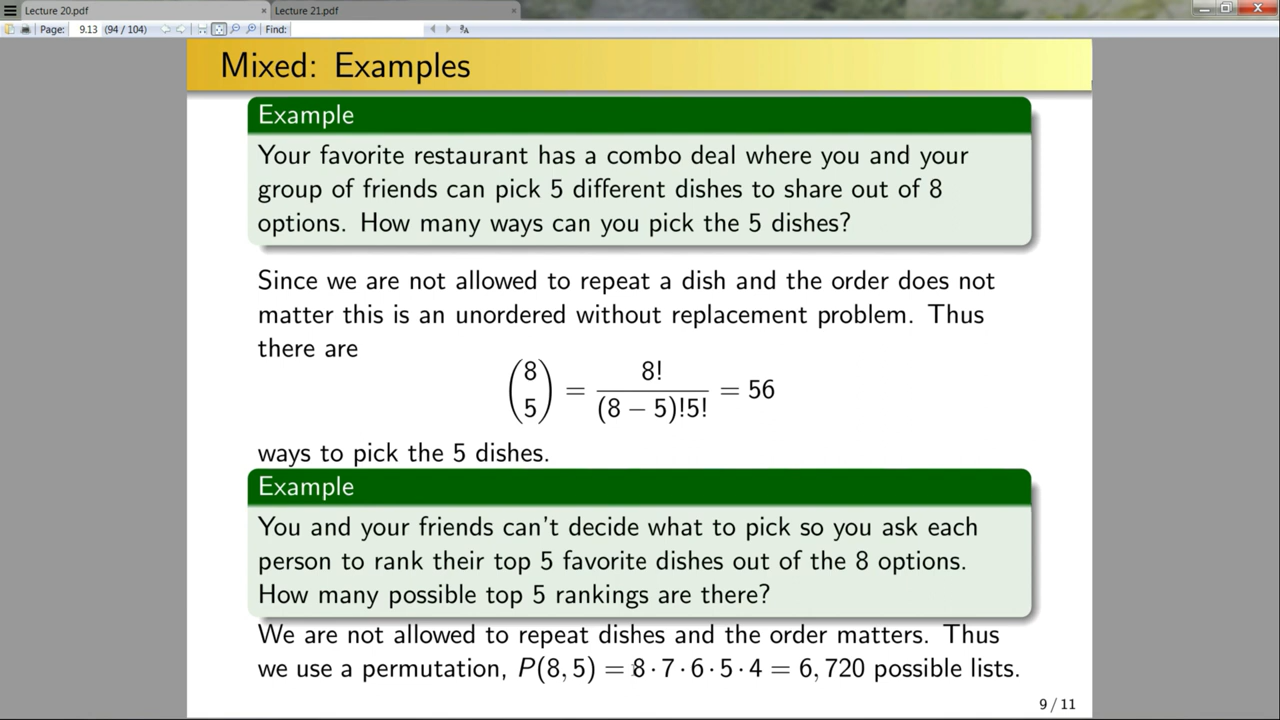 Lecture 20.pdf × Lecture 21.pdf ×
Page: 9.13 (94 / 104) Find:
Mixed: Examples
Example
Your favorite restaurant has a combo deal where you and your
group of friends can pick 5 different dishes to share out of 8
options. How many ways can you pick the 5 dishes?
Since we are not allowed to repeat a dish and the order does not
matter this is an unordered without replacement problem. Thus
there are
(8 5) = 8! / (8 − 5)!5! = 56
ways to pick the 5 dishes.
Example
You and your friends can't decide what to pick so you ask each
person to rank their top 5 favorite dishes out of the 8 options.
How many possible top 5 rankings are there?
We are not allowed to repeat dishes and the order matters. Thus
we use a permutation, P(8, 5) = 8 · 7 · 6 · 5 · 4 = 6, 720 possible lists.
9 / 11